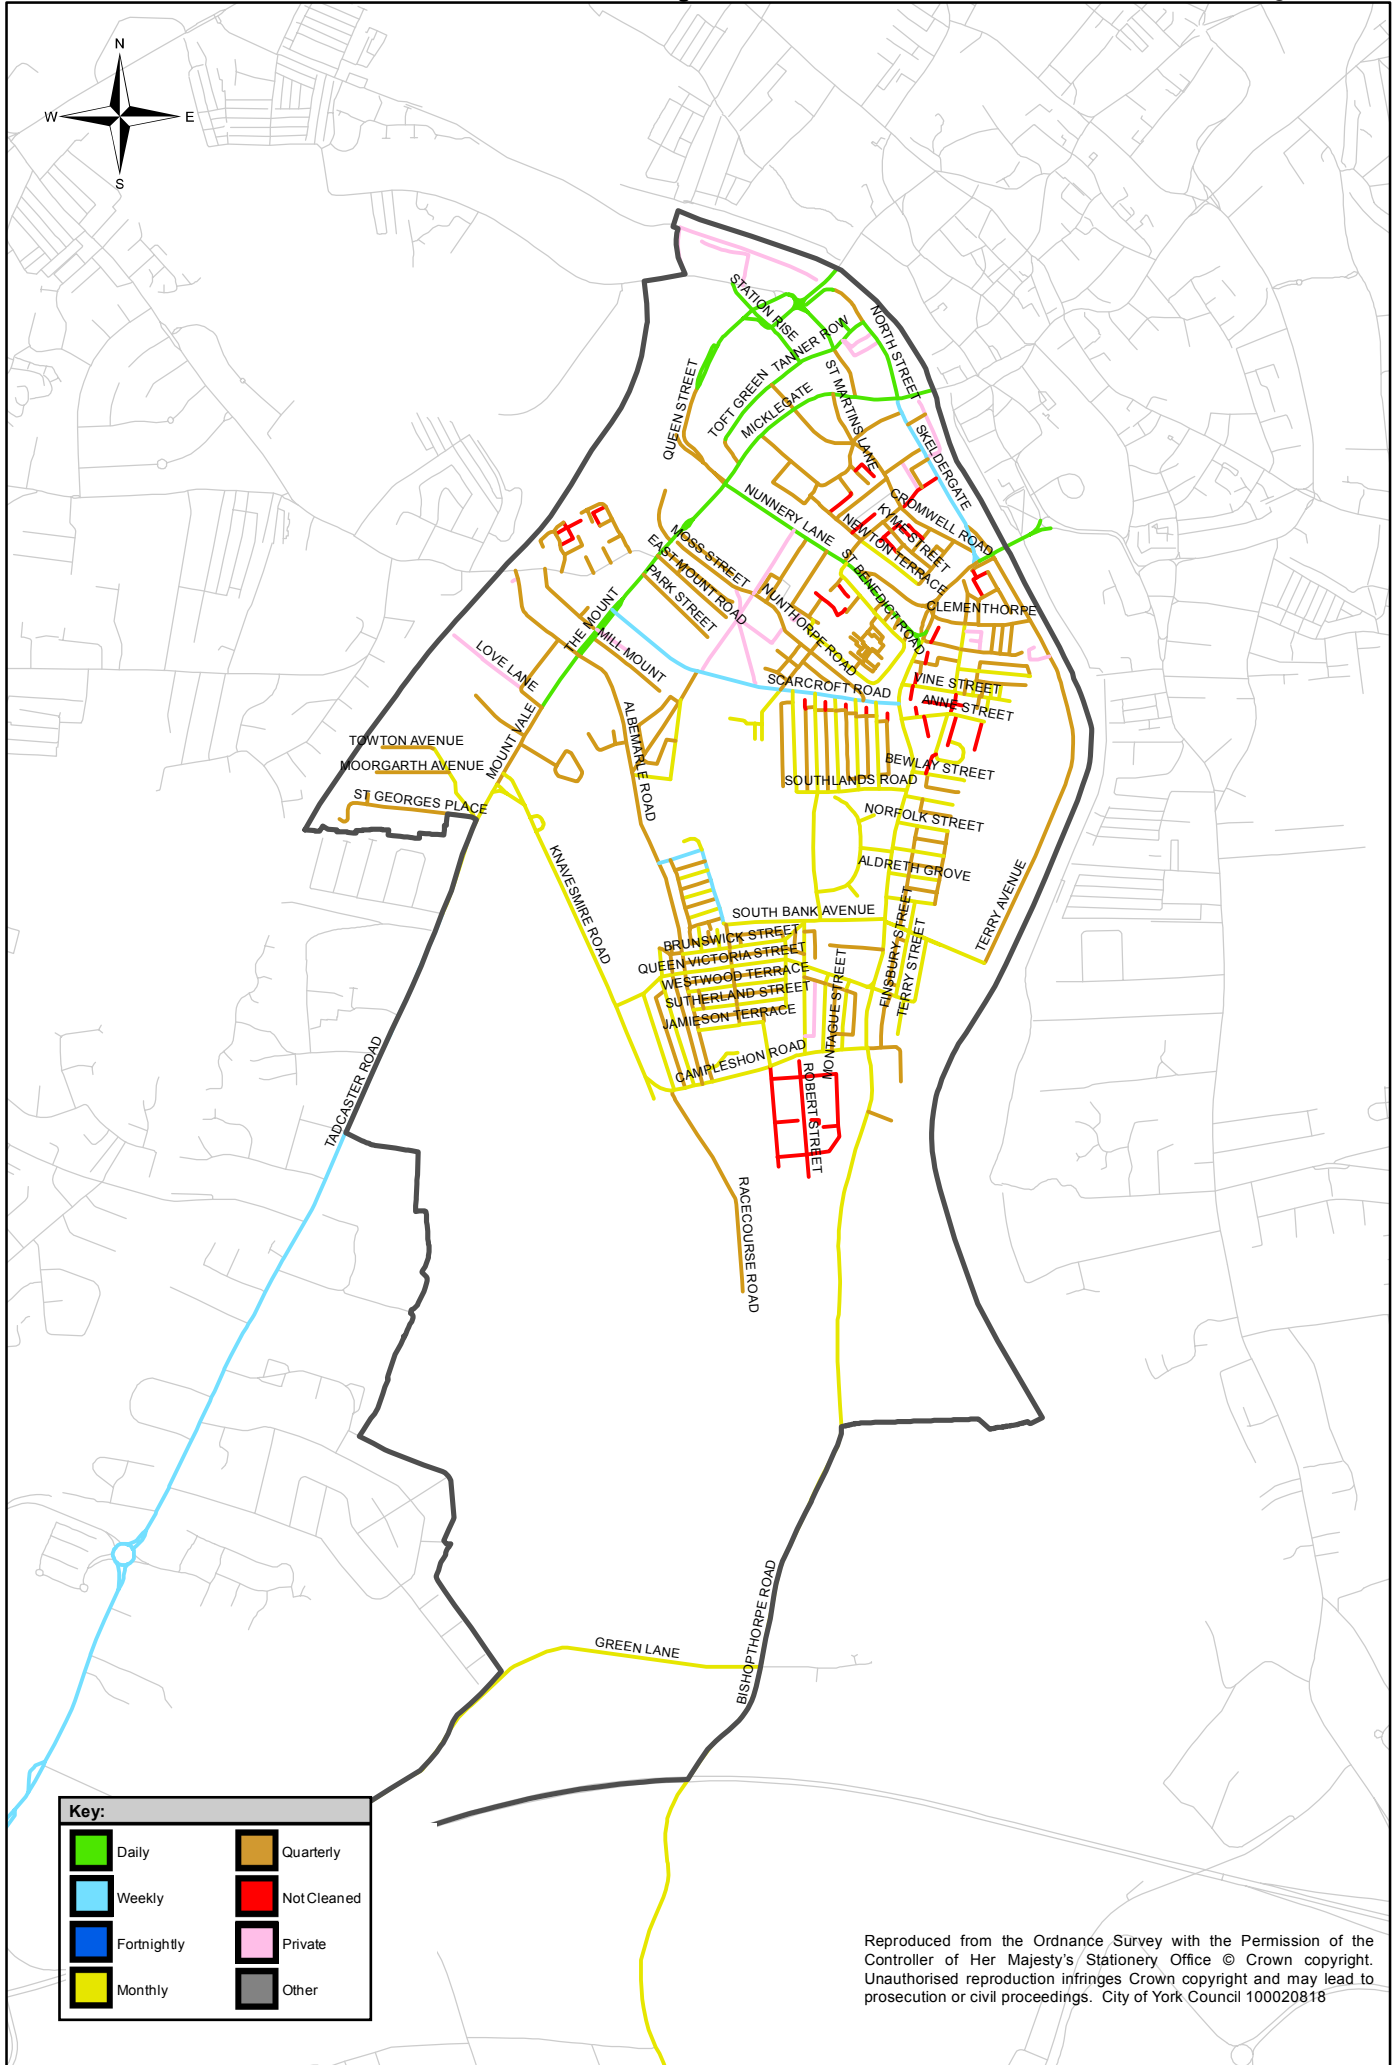 N
W E
S
STATION RISE
NORTH STREET
TANNER ROW
QUEEN STREET
TOFT GREEN
ST MARTINS LANE
MICKLEGATE
SKELDERGATE
NUNNERY LANE
CROMWELL ROAD
KYME STREET
NEWTON TERRACE
MOSS STREET
EAST MOUNT ROAD
PARK STREET
ST BENEDICT ROAD
NUNTHORPE ROAD
CLEMENTHORPE
THE MOUNT
MILL MOUNT
LOVE LANE
SCARCROFT ROAD
VINE STREET
ANNE STREET
MOUNT VALE
ALBEMARLE ROAD
TOWTON AVENUE
MOORGARTH AVENUE
BEWLAY STREET
SOUTHLANDS ROAD
ST GEORGES PLACE
NORFOLK STREET
KNAVESMIRE ROAD
ALDRETH GROVE
TERRY AVENUE
SOUTH BANK AVENUE
FINSBURY STREET
TERRY STREET
BRUNSWICK STREET
QUEEN VICTORIA STREET
WESTWOOD TERRACE
SUTHERLAND STREET
MONTAGUE STREET
JAMIESON TERRACE
CAMPLESHON ROAD
TADCASTER ROAD
ROBERT STREET
RACECOURSE ROAD
BISHOPTHORPE ROAD
GREEN LANE
Key:
Daily
Quarterly
Weekly
Not Cleaned
Fortnightly
Private
Monthly
Other
Reproduced from the Ordnance Survey with the Permission of the
Controller of Her Majesty's Stationery Office © Crown copyright.
Unauthorised reproduction infringes Crown copyright and may lead to
prosecution or civil proceedings. City of York Council 100020818